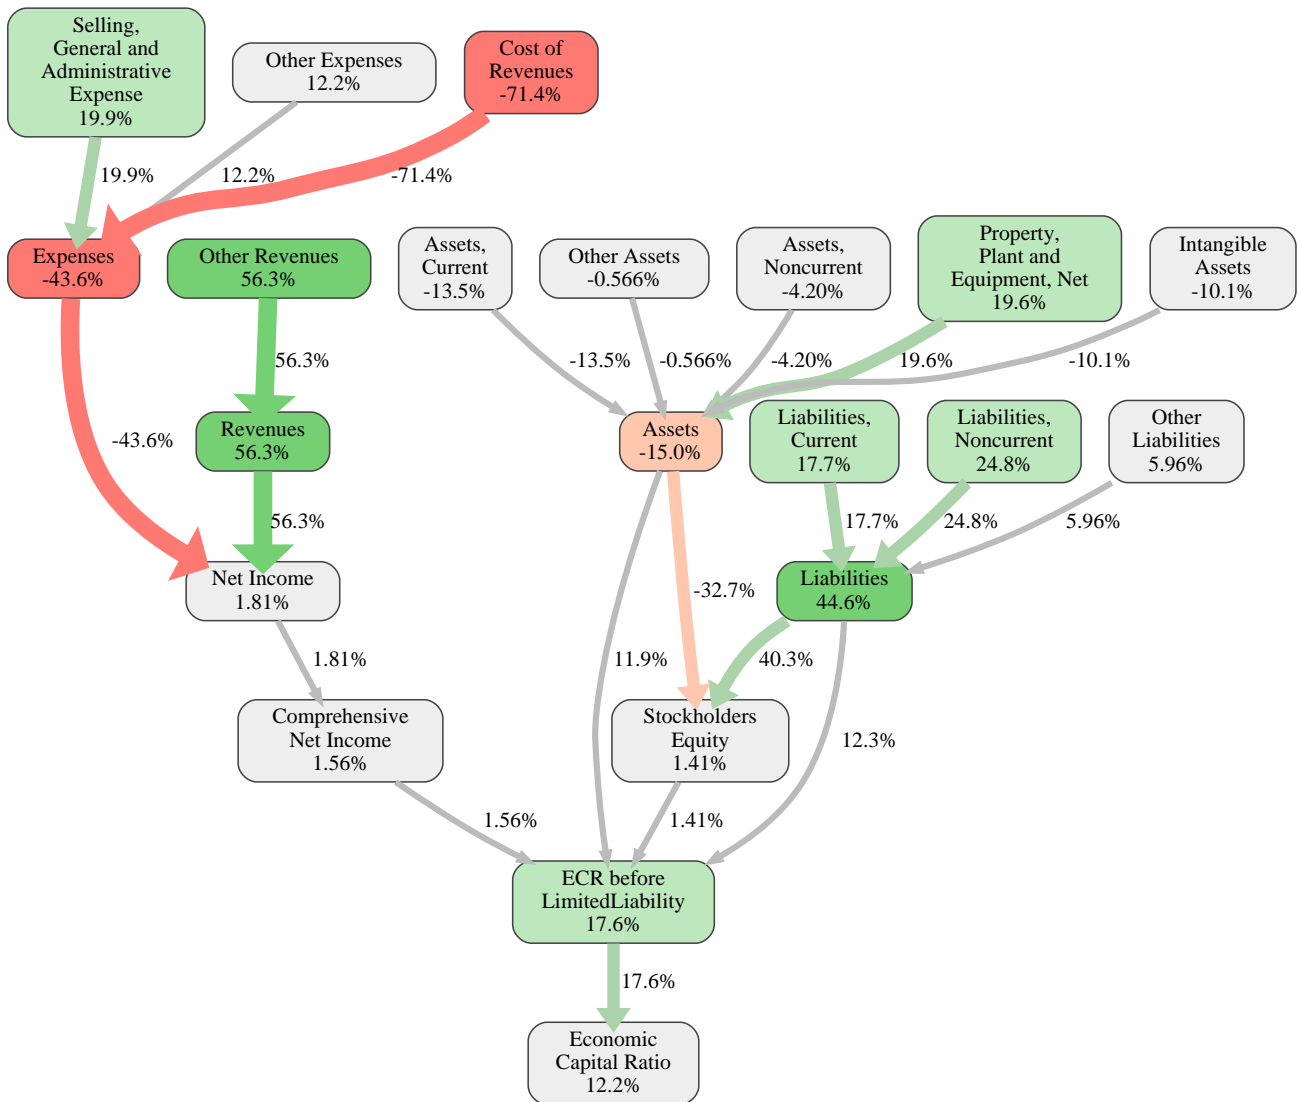 Selling,
General and
Administrative
Expense
19.9%
Other Expenses
12.2%
Cost of
Revenues
-71.4%
19.9%
12.2%
-71.4%
Expenses
-43.6%
Other Revenues
56.3%
Assets,
Current
-13.5%
Other Assets
-0.566%
Assets,
Noncurrent
-4.20%
Property,
Plant and
Equipment, Net
19.6%
Intangible
Assets
-10.1%
56.3%
-13.5%
-0.566%
-4.20%
19.6%
-10.1%
-43.6%
Revenues
56.3%
Assets
-15.0%
Liabilities,
Current
17.7%
Liabilities,
Noncurrent
24.8%
Other
Liabilities
5.96%
56.3%
17.7%
24.8%
5.96%
Net Income
1.81%
-32.7%
Liabilities
44.6%
1.81%
11.9%
40.3%
Comprehensive
Net Income
1.56%
Stockholders
Equity
1.41%
12.3%
1.56%
1.41%
ECR before
LimitedLiability
17.6%
17.6%
Economic
Capital Ratio
12.2%